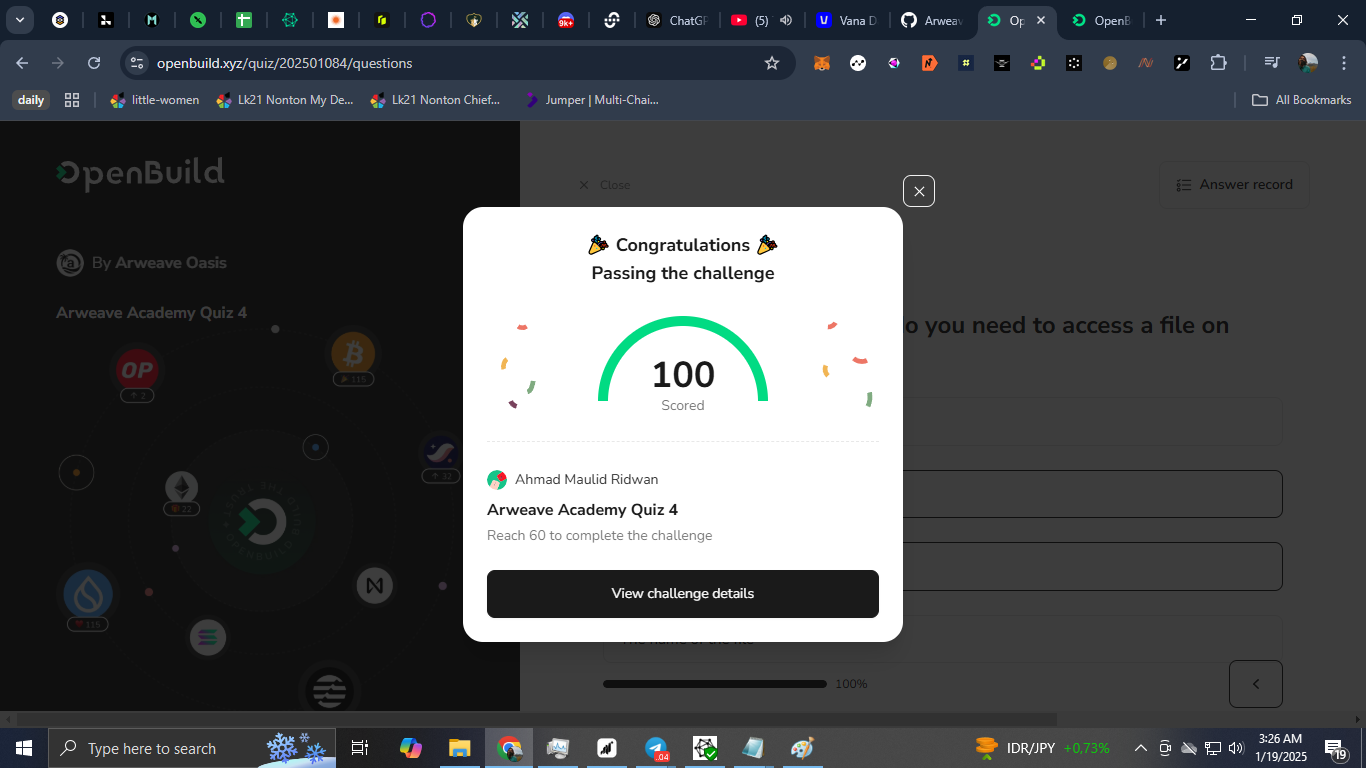 9k+
ChatGP
(5)
Vana D
Arweav
Op
OpenB
openbuild.xyz/quiz/202501084/questions
daily
little-women
Lk21 Nonton My De...
Lk21 Nonton Chief...
Jumper | Multi-Chai...
All Bookmarks
OpenBuild
Close
Answer record
By Arweave Oasis
Arweave Academy Quiz 4
OP
2
115
32
22
115
o you need to access a file on
Congratulations
Passing the challenge
100
Scored
Ahmad Maulid Ridwan
Arweave Academy Quiz 4
Reach 60 to complete the challenge
View challenge details
The name of the file
100%
Type here to search
.04
IDR/JPY +0,73%
3:26 AM
1/19/2025
19